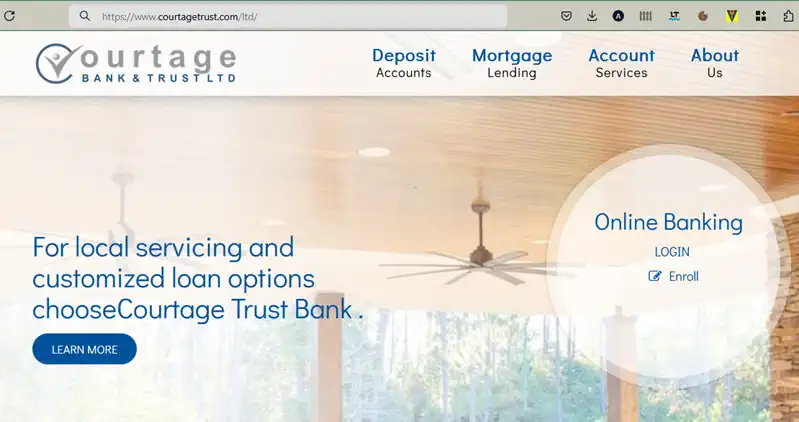 https://www.courtagetrust.com/ltd/
Courtage
BANK & TRUST LTD
Deposit
Accounts
Mortgage
Lending
Account
Services
About
Us
For local servicing and
customized loan options
chooseCourtage Trust Bank .
LEARN MORE
Online Banking
LOGIN
Enroll